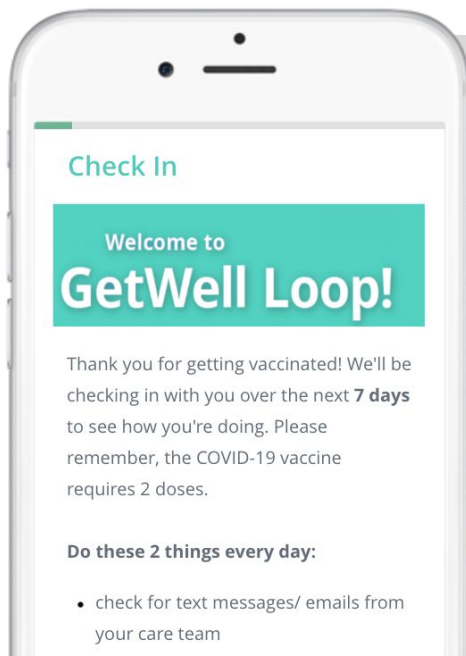 Check In
Welcome to
GetWell Loop!
Thank you for getting vaccinated! We'll be
checking in with you over the next 7 days
to see how you're doing. Please
remember, the COVID-19 vaccine
requires 2 doses.
Do these 2 things every day:
• check for text messages/ emails from
your care team